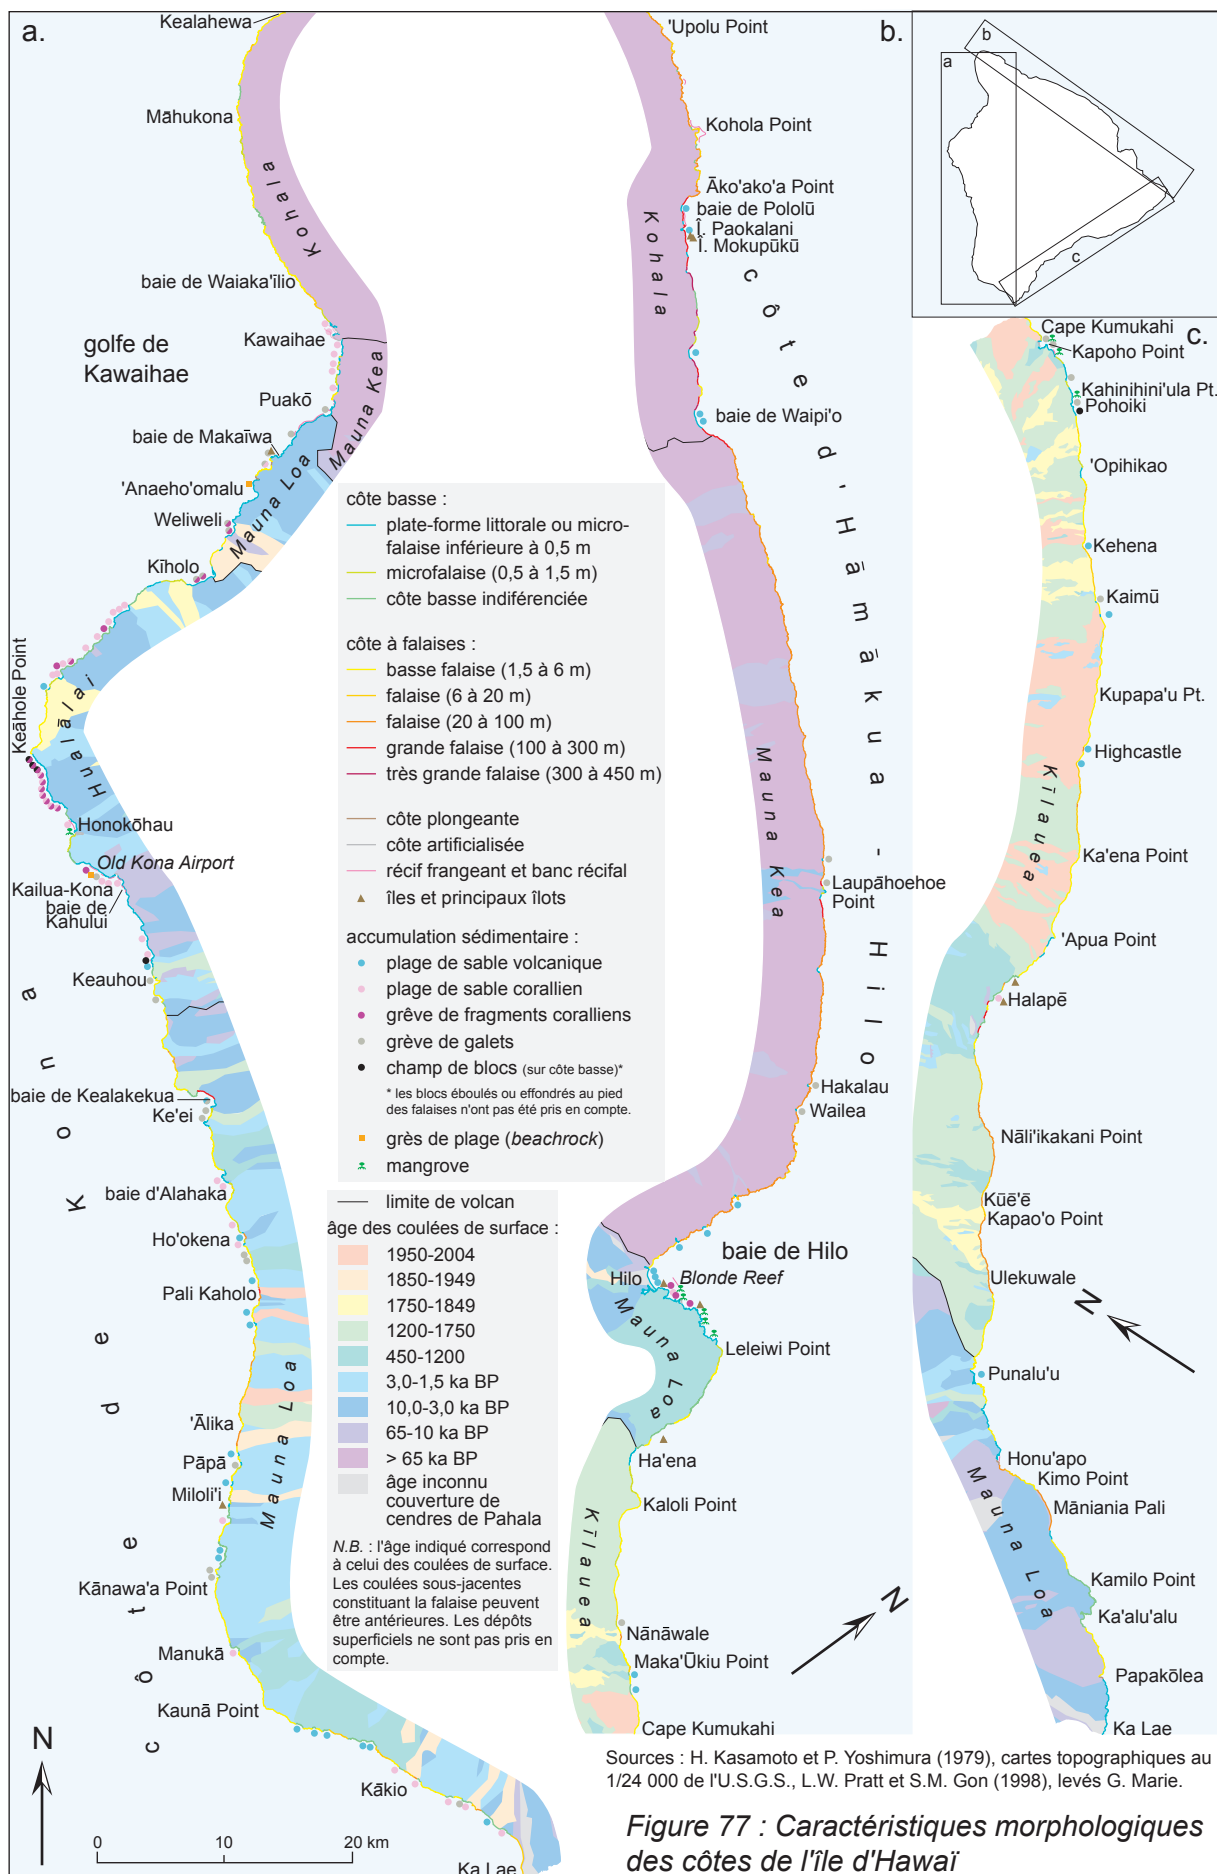 a.
Kealahewa
Māhukona
Kohala
baie de Waiaka'īlio
golfe de
Kawaihae
Kawaihae
Mauna Kea
Puakō
baie de Makaīwa
'Anaeho'omalu
Weliweli
Mauna Loa
Kīholo
Keāhole Point
Hualālai
Honokōhau
Old Kona Airport
Kailua-Kona
baie de
Kahului
Keauhou
côte de Kona
baie de Kealakekua
Ke'ei
baie d'Alahaka
Ho'okena
Pali Kaholo
Mauna Loa
'Ālika
Pāpā
Miloli'i
Kānawa'a Point
Manukā
Kaunā Point
Kākio
Ka Lae
N
0 10 20 km
côte basse :
plate-forme littorale ou micro-
falaise inférieure à 0,5 m
microfalaise (0,5 à 1,5 m)
côte basse indiférenciée
côte à falaises :
basse falaise (1,5 à 6 m)
falaise (6 à 20 m)
falaise (20 à 100 m)
grande falaise (100 à 300 m)
très grande falaise (300 à 450 m)
côte plongeante
côte artificialisée
récif frangeant et banc récifal
îles et principaux îlots
accumulation sédimentaire :
plage de sable volcanique
plage de sable corallien
grêve de fragments coralliens
grève de galets
champ de blocs (sur côte basse)*
* les blocs éboulés ou effondrés au pied
des falaises n'ont pas été pris en compte.
grès de plage (beachrock)
mangrove
limite de volcan
âge des coulées de surface :
1950-2004
1850-1949
1750-1849
1200-1750
450-1200
3,0-1,5 ka BP
10,0-3,0 ka BP
65-10 ka BP
> 65 ka BP
âge inconnu
couverture de
cendres de Pahala
N.B. : l'âge indiqué correspond
à celui des coulées de surface.
Les coulées sous-jacentes
constituant la falaise peuvent
être antérieures. Les dépôts
superficiels ne sont pas pris en
compte.
b.
'Upolu Point
Kohola Point
Āko'ako'a Point
baie de Pololū
Î. Paokalani
Î. Mokupūkū
Kohala
côte d'Hāmākua - Hilo
baie de Waipi'o
Mauna Kea
Laupāhoehoe
Point
Hakalau
Wailea
baie de Hilo
Hilo
Blonde Reef
Mauna Loa
Leleiwi Point
Ha'ena
Kaloli Point
Kīlauea
Nānāwale
Maka'Ūkiu Point
Cape Kumukahi
N
a
b
c
c.
Cape Kumukahi
Kapoho Point
Kahinihini'ula Pt.
Pohoiki
'Opihikao
Kehena
Kaimū
Kupapa'u Pt.
Highcastle
Kīlauea
Ka'ena Point
'Apua Point
Halapē
Nāli'ikakani Point
Kūē'ē
Kapao'o Point
Ulekuwale
N
Punalu'u
Honu'apo
Kimo Point
Māniania Pali
Mauna Loa
Kamilo Point
Ka'alu'alu
Papakōlea
Ka Lae
Sources : H. Kasamoto et P. Yoshimura (1979), cartes topographiques au
1/24 000 de l'U.S.G.S., L.W. Pratt et S.M. Gon (1998), levés G. Marie.
Figure 77 : Caractéristiques morphologiques
des côtes de l'île d'Hawaï